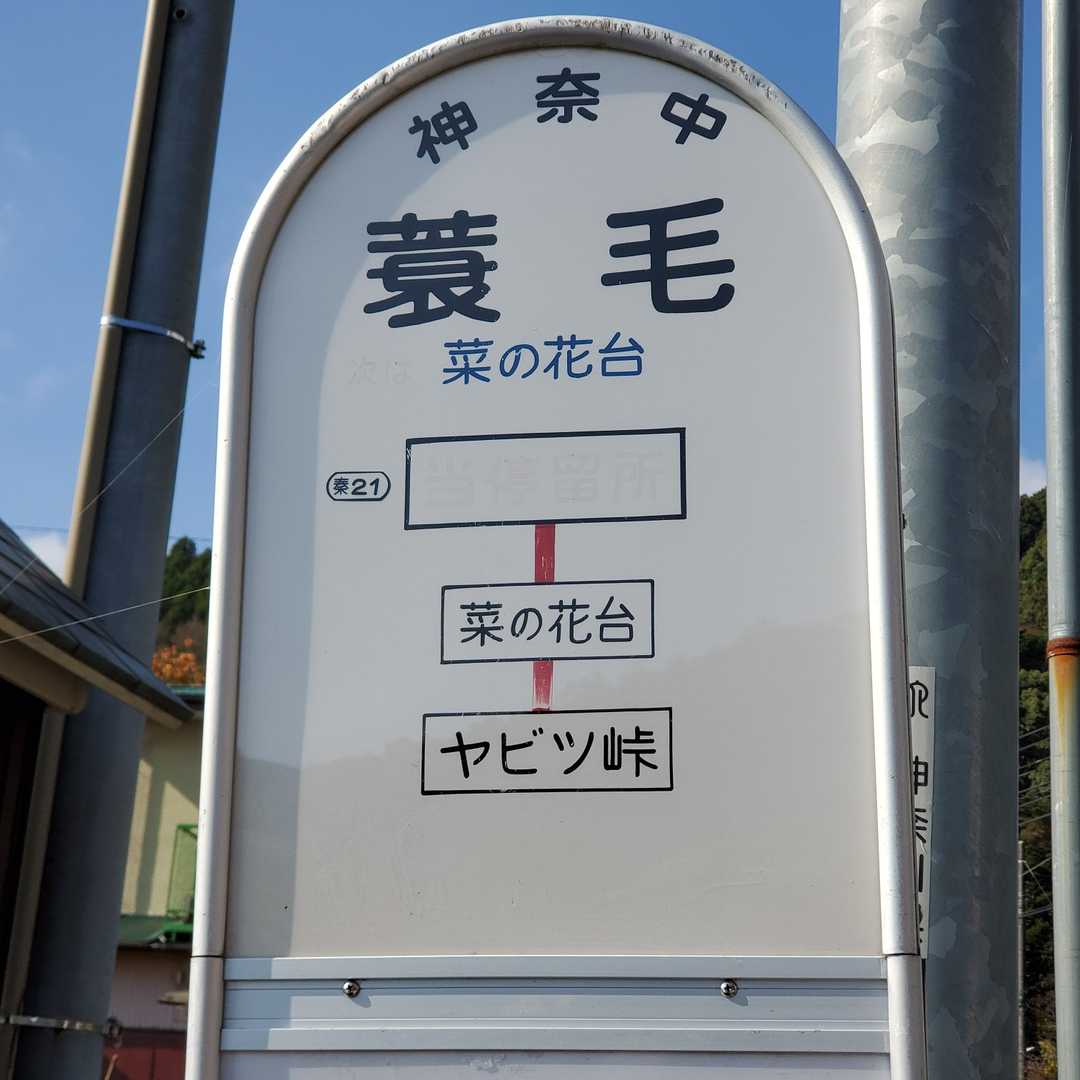 神奈中
蓑毛
次は 菜の花台
秦21
当停留所
菜の花台
ヤビツ峠